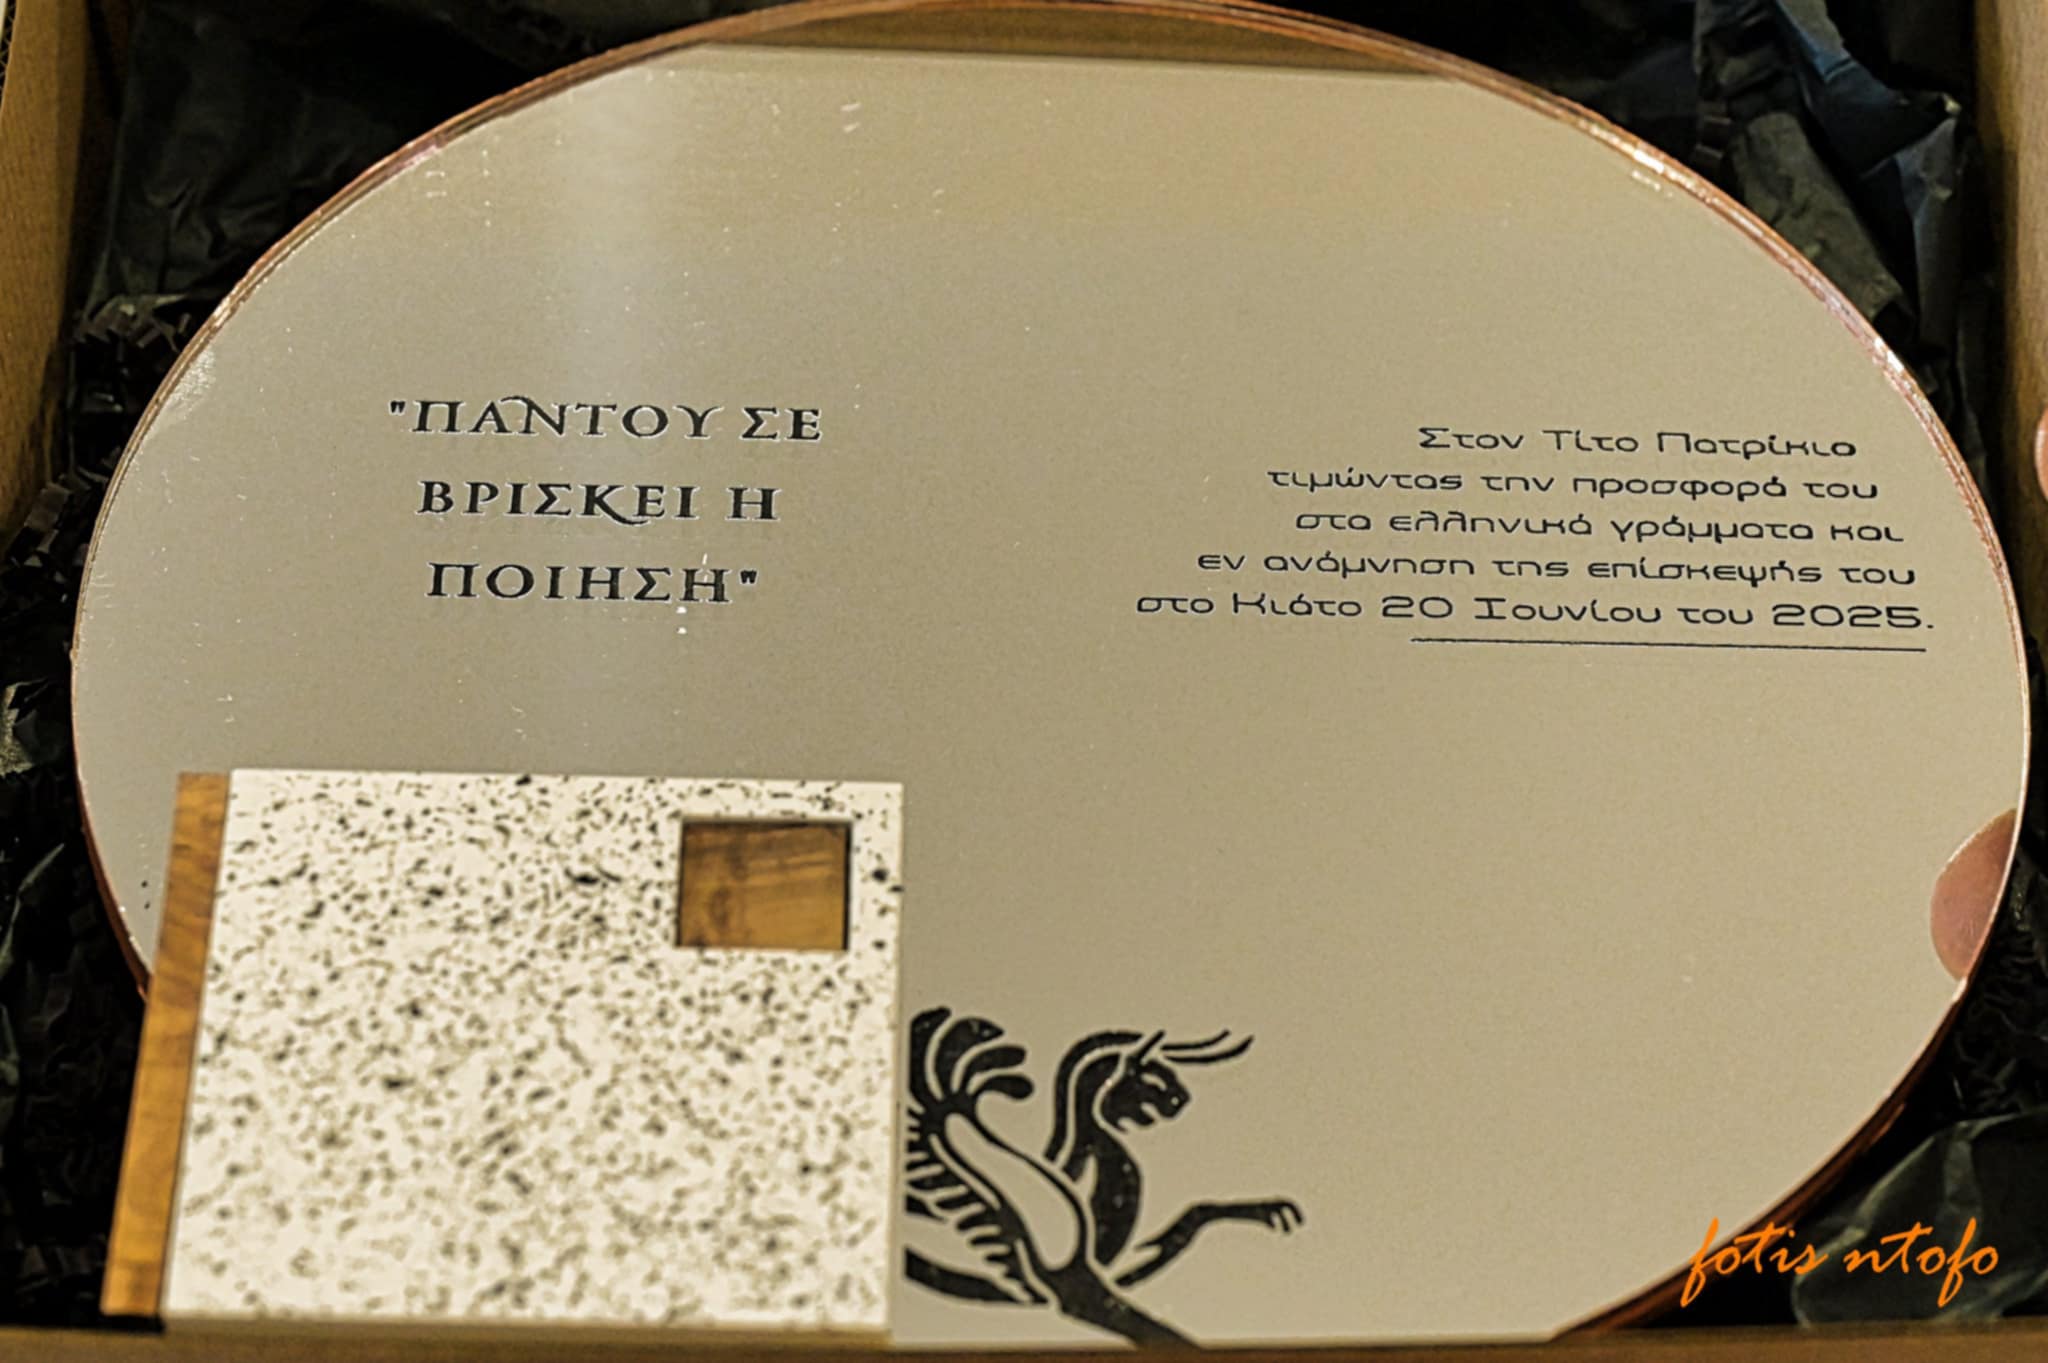 "ΠΑΝΤΟΥ ΣΕ
ΒΡΙΣΚΕΙ Η
ΠΟΙΗΣΗ"
Στον Τίτο Πατρίκιο
τιμώντας την προσφορά του
στα ελληνικά γράμματα και
εν ανάμνηση της επίσκεψής του
στο Κιάτο 20 Ιουνίου του 2025.
fotis ntofo